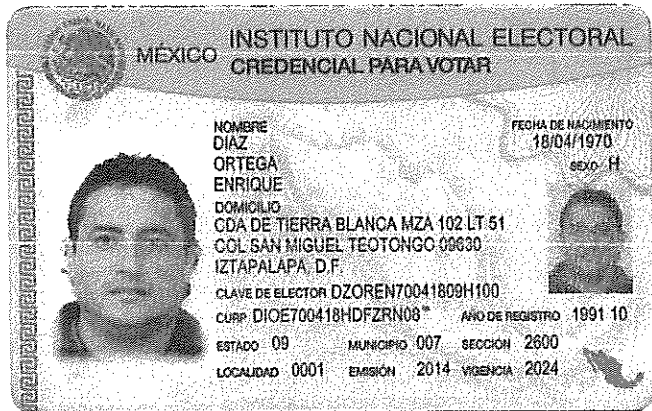 MÉXICO
INSTITUTO NACIONAL ELECTORAL
CREDENCIAL PARA VOTAR
NOMBRE
DIAZ
ORTEGA
ENRIQUE
FECHA DE NACIMIENTO
18/04/1970
SEXO H
DOMICILIO
CDA DE TIERRA BLANCA MZA 102 LT 51
COL SAN MIGUEL TEOTONGO 09630
IZTAPALAPA, D.F.
CLAVE DE ELECTOR DZOREN70041809H100
CURP DIOE700418HDFZRN08 AÑO DE REGISTRO 1991 10
ESTADO 09 MUNICIPIO 007 SECCIÓN 2600
LOCALIDAD 0001 EMISIÓN 2014 VIGENCIA 2024